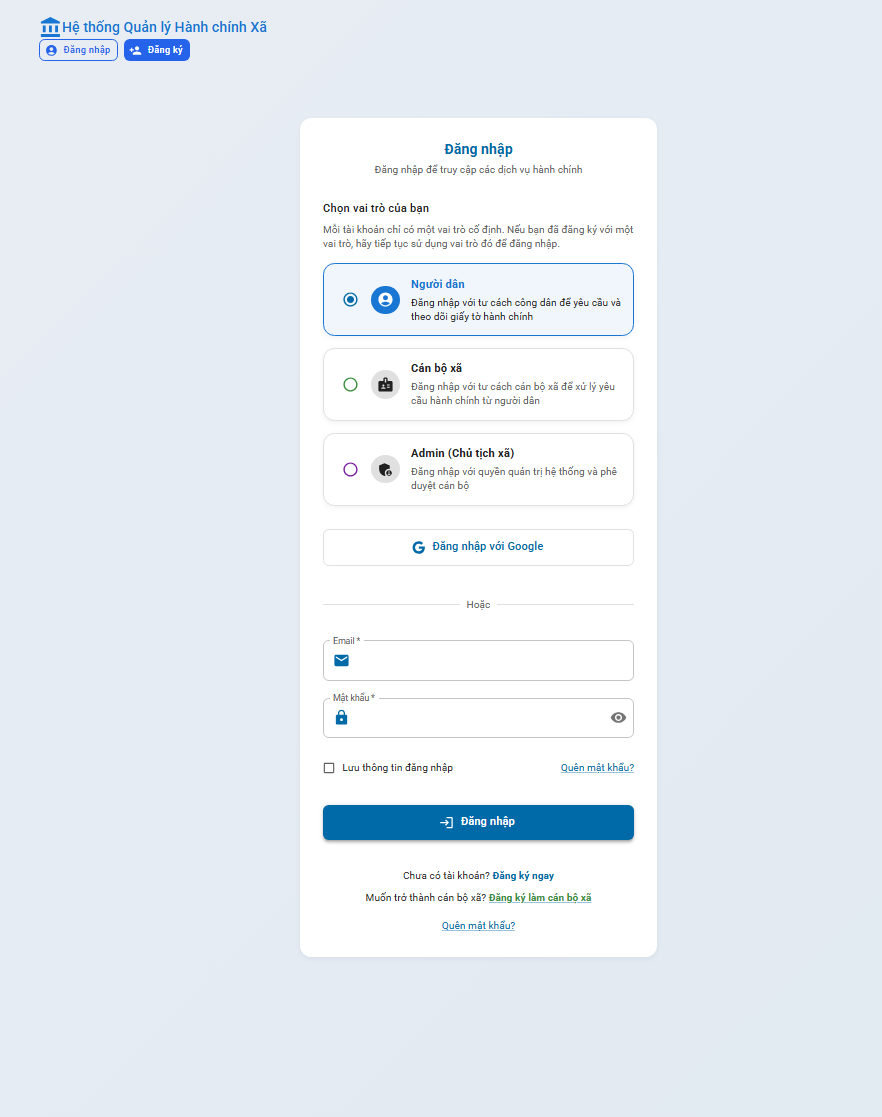 Hệ thống Quản lý Hành chính Xã
Đăng nhập
Đăng ký
Đăng nhập
Đăng nhập để truy cập các dịch vụ hành chính
Chọn vai trò của bạn
Mỗi tài khoản chỉ có một vai trò cố định. Nếu bạn đã đăng ký với một
vai trò, hãy tiếp tục sử dụng vai trò đó để đăng nhập.
Người dân
Đăng nhập với tư cách công dân để yêu cầu và
theo dõi giấy tờ hành chính
Cán bộ xã
Đăng nhập với tư cách cán bộ xã để xử lý yêu
cầu hành chính từ người dân
Admin (Chủ tịch xã)
Đăng nhập với quyền quản trị hệ thống và phê
duyệt cán bộ
Đăng nhập với Google
Hoặc
Email *
Mật khẩu *
Lưu thông tin đăng nhập
Quên mật khẩu?
Đăng nhập
Chưa có tài khoản? Đăng ký ngay
Muốn trở thành cán bộ xã? Đăng ký làm cán bộ xã
Quên mật khẩu?